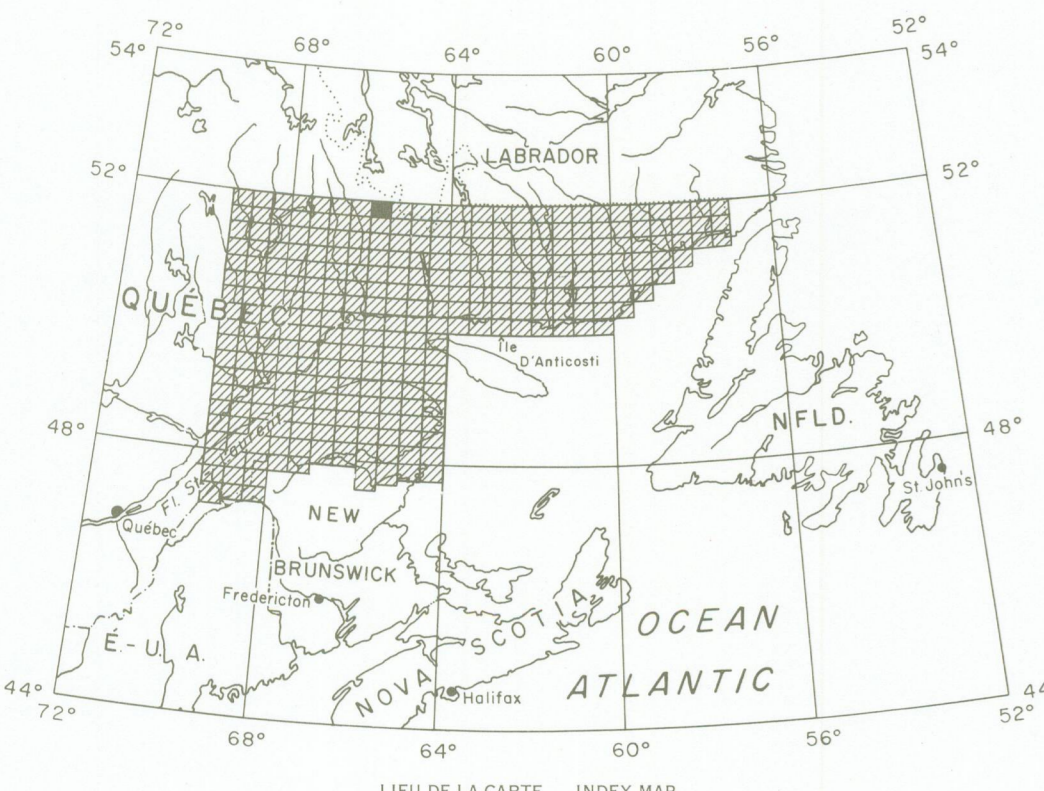 72° 68° 64° 60° 56° 52°
54° 54°
LABRADOR
52° 52°
QUÉBEC
Île
D'Anticosti
NFLD.
48° 48°
St. John's
Fl. St Laurent
Québec
NEW
BRUNSWICK
Fredericton
NOVA SCOTIA
OCEAN
ATLANTIC
É.-U.A.
Halifax
44° 44
72° 68° 64° 60° 56° 52°
LIEU DE LA CARTE INDEX MAP